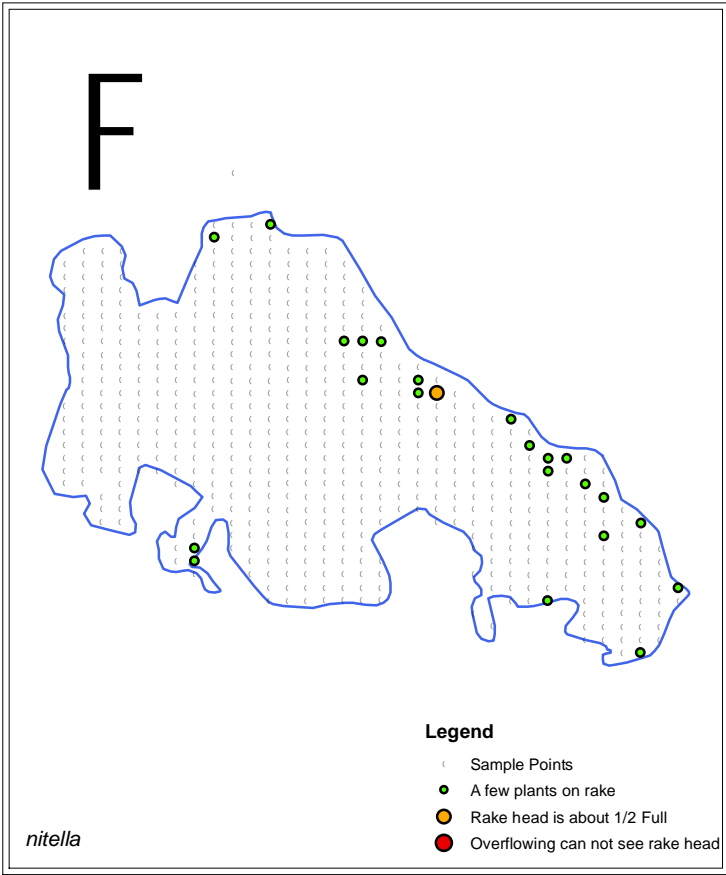 F
Legend
Sample Points
A few plants on rake
Rake head is about 1/2 Full
Overflowing can not see rake head
nitella